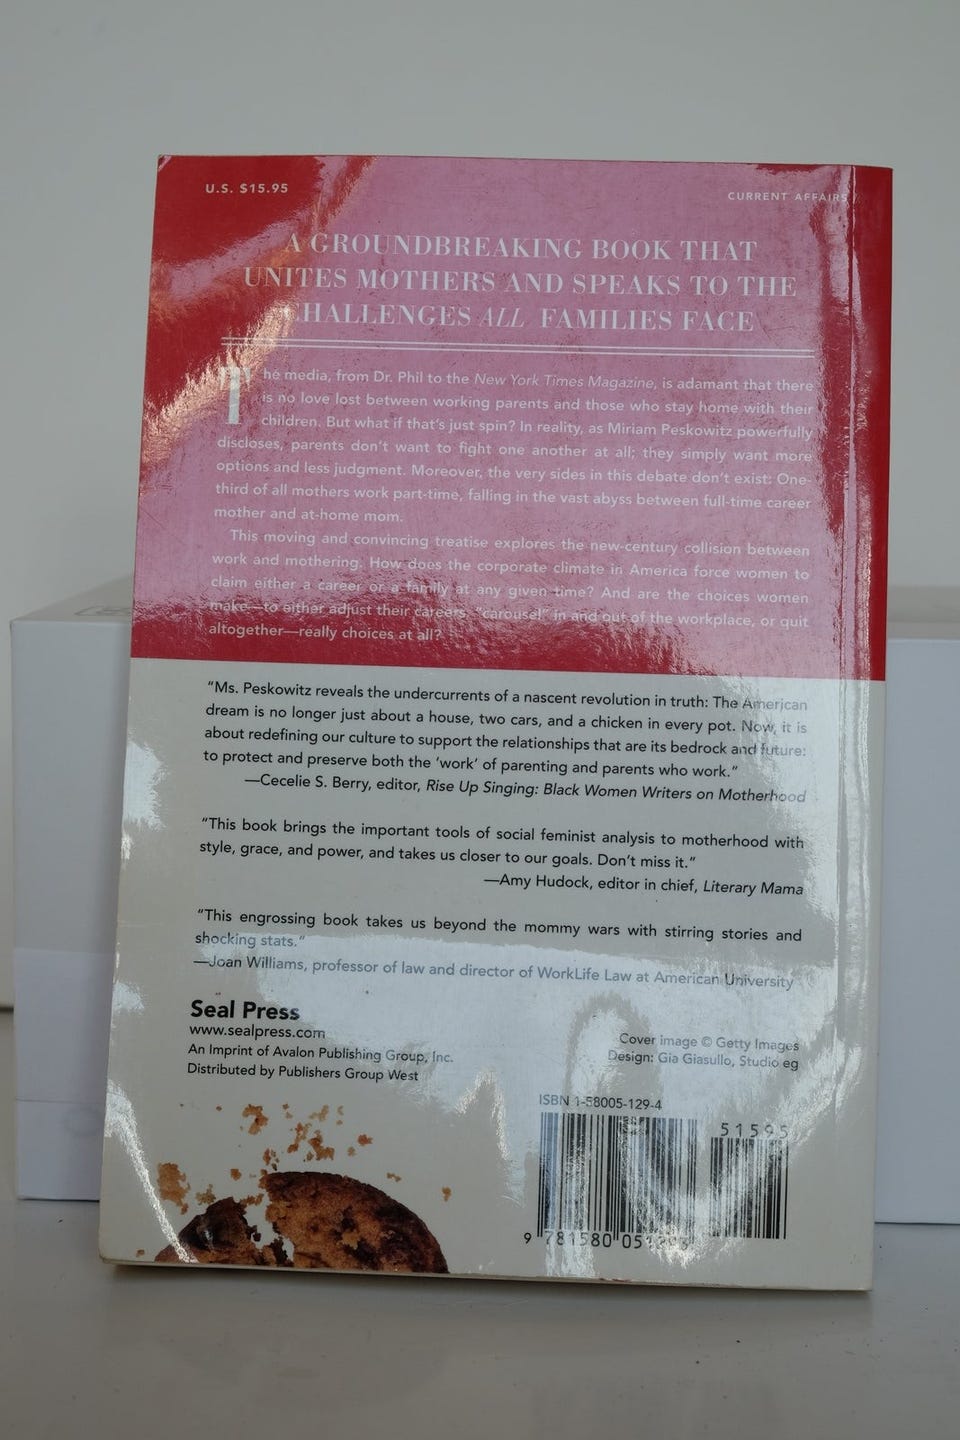 U.S. $15.95
CURRENT AFFAIRS
A GROUNDBREAKING BOOK THAT
UNITES MOTHERS AND SPEAKS TO THE
CHALLENGES ALL FAMILIES FACE
The media, from Dr. Phil to the New York Times Magazine, is adamant that there
is no love lost between working parents and those who stay home with their
children. But what if that's just spin? In reality, as Miriam Peskowitz powerfully
discloses, parents don't want to fight one another at all; they simply want more
options and less judgment. Moreover, the very sides in this debate don't exist: One-
third of all mothers work part-time, falling in the vast abyss between full-time career
mother and at-home mom.
This moving and convincing treatise explores the new-century collision between
work and mothering. How does the corporate climate in America force women to
claim either a career or a family at any given time? And are the choices women
make—to either adjust their careers, "carousel" in and out of the workplace, or quit
altogether—really choices at all?
"Ms. Peskowitz reveals the undercurrents of a nascent revolution in truth: The American
dream is no longer just about a house, two cars, and a chicken in every pot. Now, it is
about redefining our culture to support the relationships that are its bedrock and future:
to protect and preserve both the 'work' of parenting and parents who work."
—Cecelie S. Berry, editor, Rise Up Singing: Black Women Writers on Motherhood
"This book brings the important tools of social feminist analysis to motherhood with
style, grace, and power, and takes us closer to our goals. Don't miss it."
—Amy Hudock, editor in chief, Literary Mama
"This engrossing book takes us beyond the mommy wars with stirring stories and
shocking stats."
—Joan Williams, professor of law and director of WorkLife Law at American University
Seal Press
www.sealpress.com
An Imprint of Avalon Publishing Group, Inc.
Distributed by Publishers Group West
Cover image © Getty Images
Design: Gia Giasullo, Studio eg
ISBN 1-58005-129-4
51595
9 781580 051